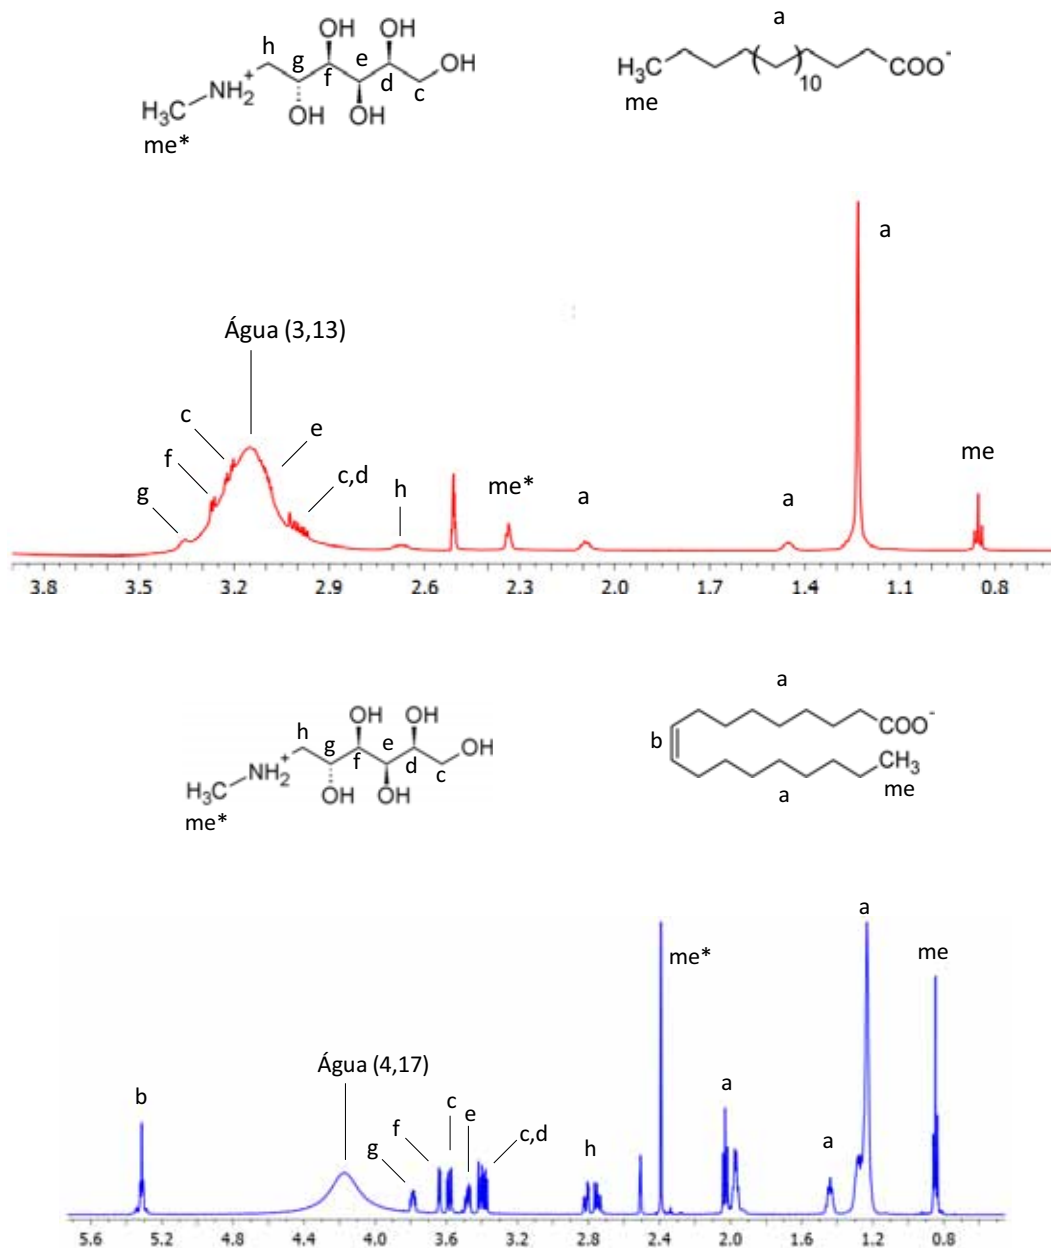 a
OH OH
h
g f e d c
OH
NH2+
H3C
OH OH
me*
H3C
me
10
COO-
a
Água (3,13)
c
e
f
c,d
me
g
h
me*
a
a
3.8 3.2 2.9 2.6 2.3 2.0 1.7 1.4 1.1 0.8
a
OH OH
h
g f e d c
OH
NH2+
H3C
OH OH
me*
COO-
b
CH3
a
me
a
me*
me
Água (4,17)
b
c
e
a
f
c,d
g
h
a
5.6 5.2 4.8 4.4 4.0 3.6 3.2 2.8 2.4 2.0 1.6 1.2 0.8